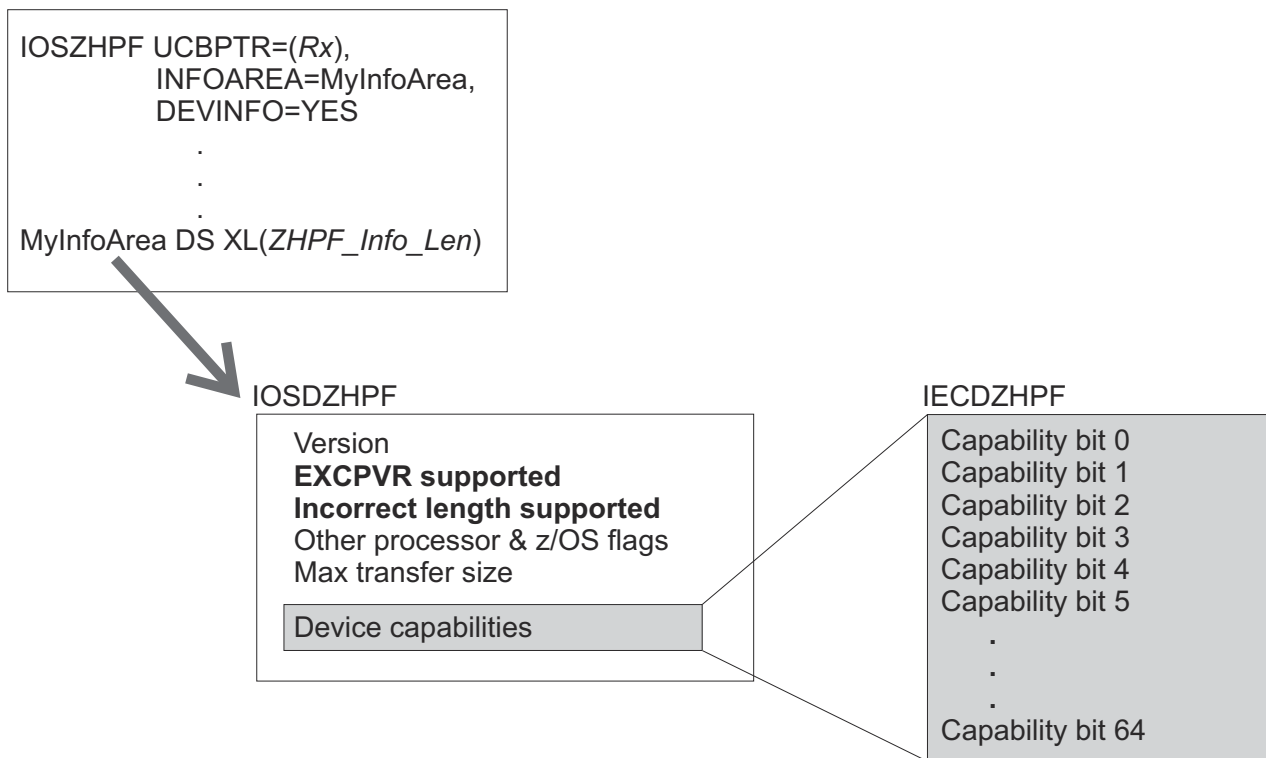 IOSZHPF UCBPTR=(Rx),
INFOAREA=MyInfoArea,
DEVINFO=YES
.
.
.
MyInfoArea DS XL(ZHPF_Info_Len)
IOSDZHPF
Version
EXCPVR supported
Incorrect length supported
Other processor & z/OS flags
Max transfer size
Device capabilities
IECDZHPF
Capability bit 0
Capability bit 1
Capability bit 2
Capability bit 3
Capability bit 4
Capability bit 5
.
.
.
Capability bit 64